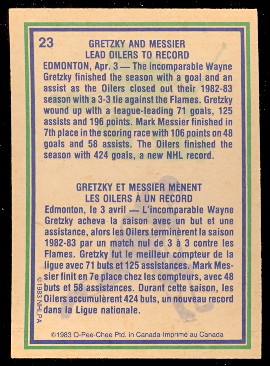 23
GRETZKY AND MESSIER
LEAD OILERS TO RECORD
EDMONTON, Apr. 3 — The incomparable Wayne
Gretzky finished the season with a goal and an
assist as the Oilers closed out their 1982-83
season with a 3-3 tie against the Flames. Gretzky
wound up with a league-leading 71 goals, 125
assists and 196 points. Mark Messier finished in
7th place in the scoring race with 106 points on 48
goals and 58 assists. The Oilers finished the
season with 424 goals, a new NHL record.
GRETZKY ET MESSIER MÈNENT
LES OILERS À UN RECORD
Edmonton, le 3 avril — L'incomparable Wayne
Gretzky acheva la saison avec un but et une
assistance, alors les Oilers terminèrent la saison
1982-83 par un match nul de 3 à 3 contre les
Flames. Gretzky fut le meilleur compteur de la
ligue avec 71 buts et 125 assistances. Mark Mes-
sier finit en 7e place chez les compteurs, avec 48
buts et 58 assistances. Durant cette saison, les
Oilers accumulèrent 424 buts, un nouveau record
dans la Ligue nationale.
©1983 NHLPA
©1983 O-Pee-Chee Ptd. in Canada-Imprimé au Canada